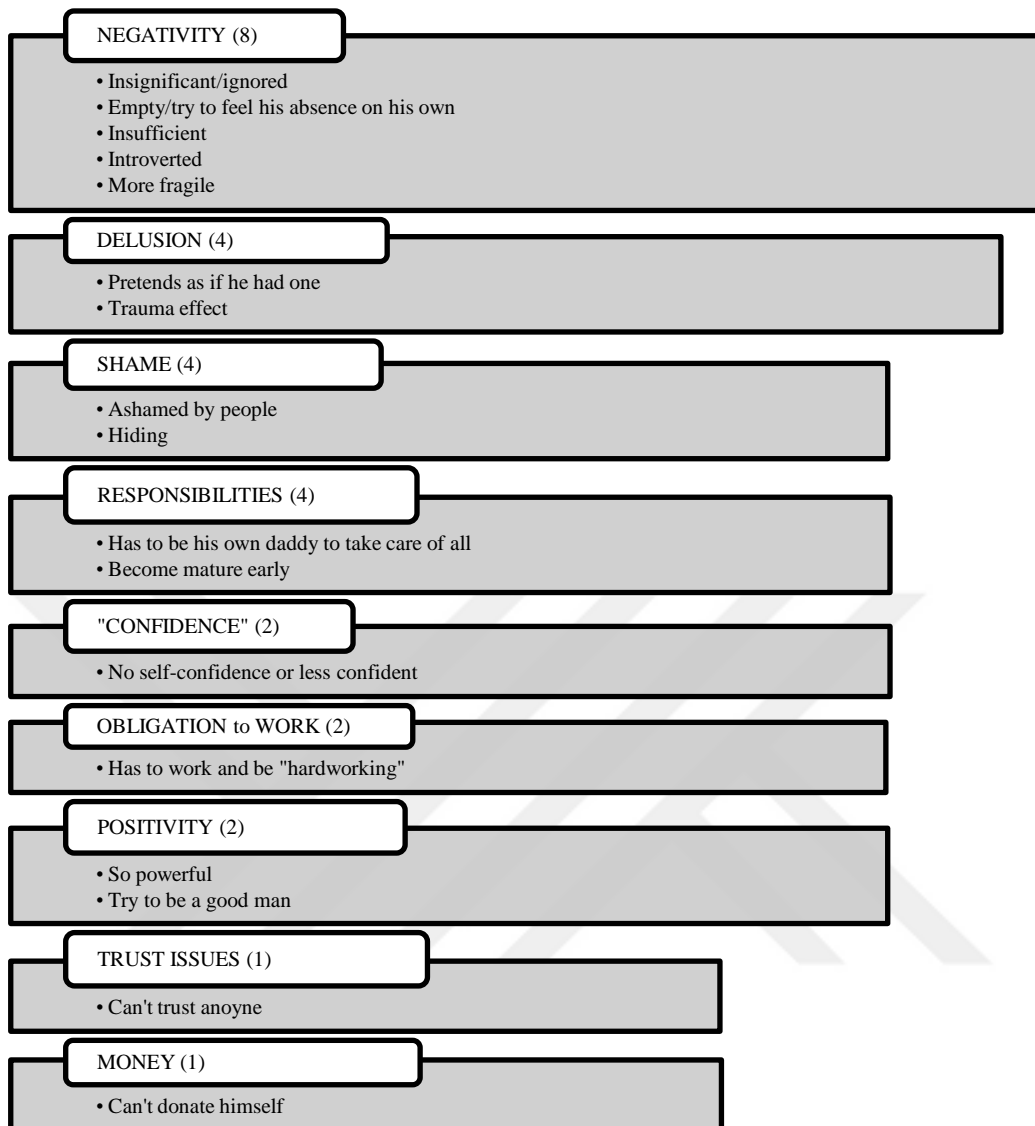 NEGATIVITY (8)
• Insignificant/ignored
• Empty/try to feel his absence on his own
• Insufficient
• Introverted
• More fragile
DELUSION (4)
• Pretends as if he had one
• Trauma effect
SHAME (4)
• Ashamed by people
• Hiding
RESPONSIBILITIES (4)
• Has to be his own daddy to take care of all
• Become mature early
"CONFIDENCE" (2)
• No self-confidence or less confident
OBLIGATION to WORK (2)
• Has to work and be "hardworking"
POSITIVITY (2)
• So powerful
• Try to be a good man
TRUST ISSUES (1)
• Can't trust anoyne
MONEY (1)
• Can't donate himself